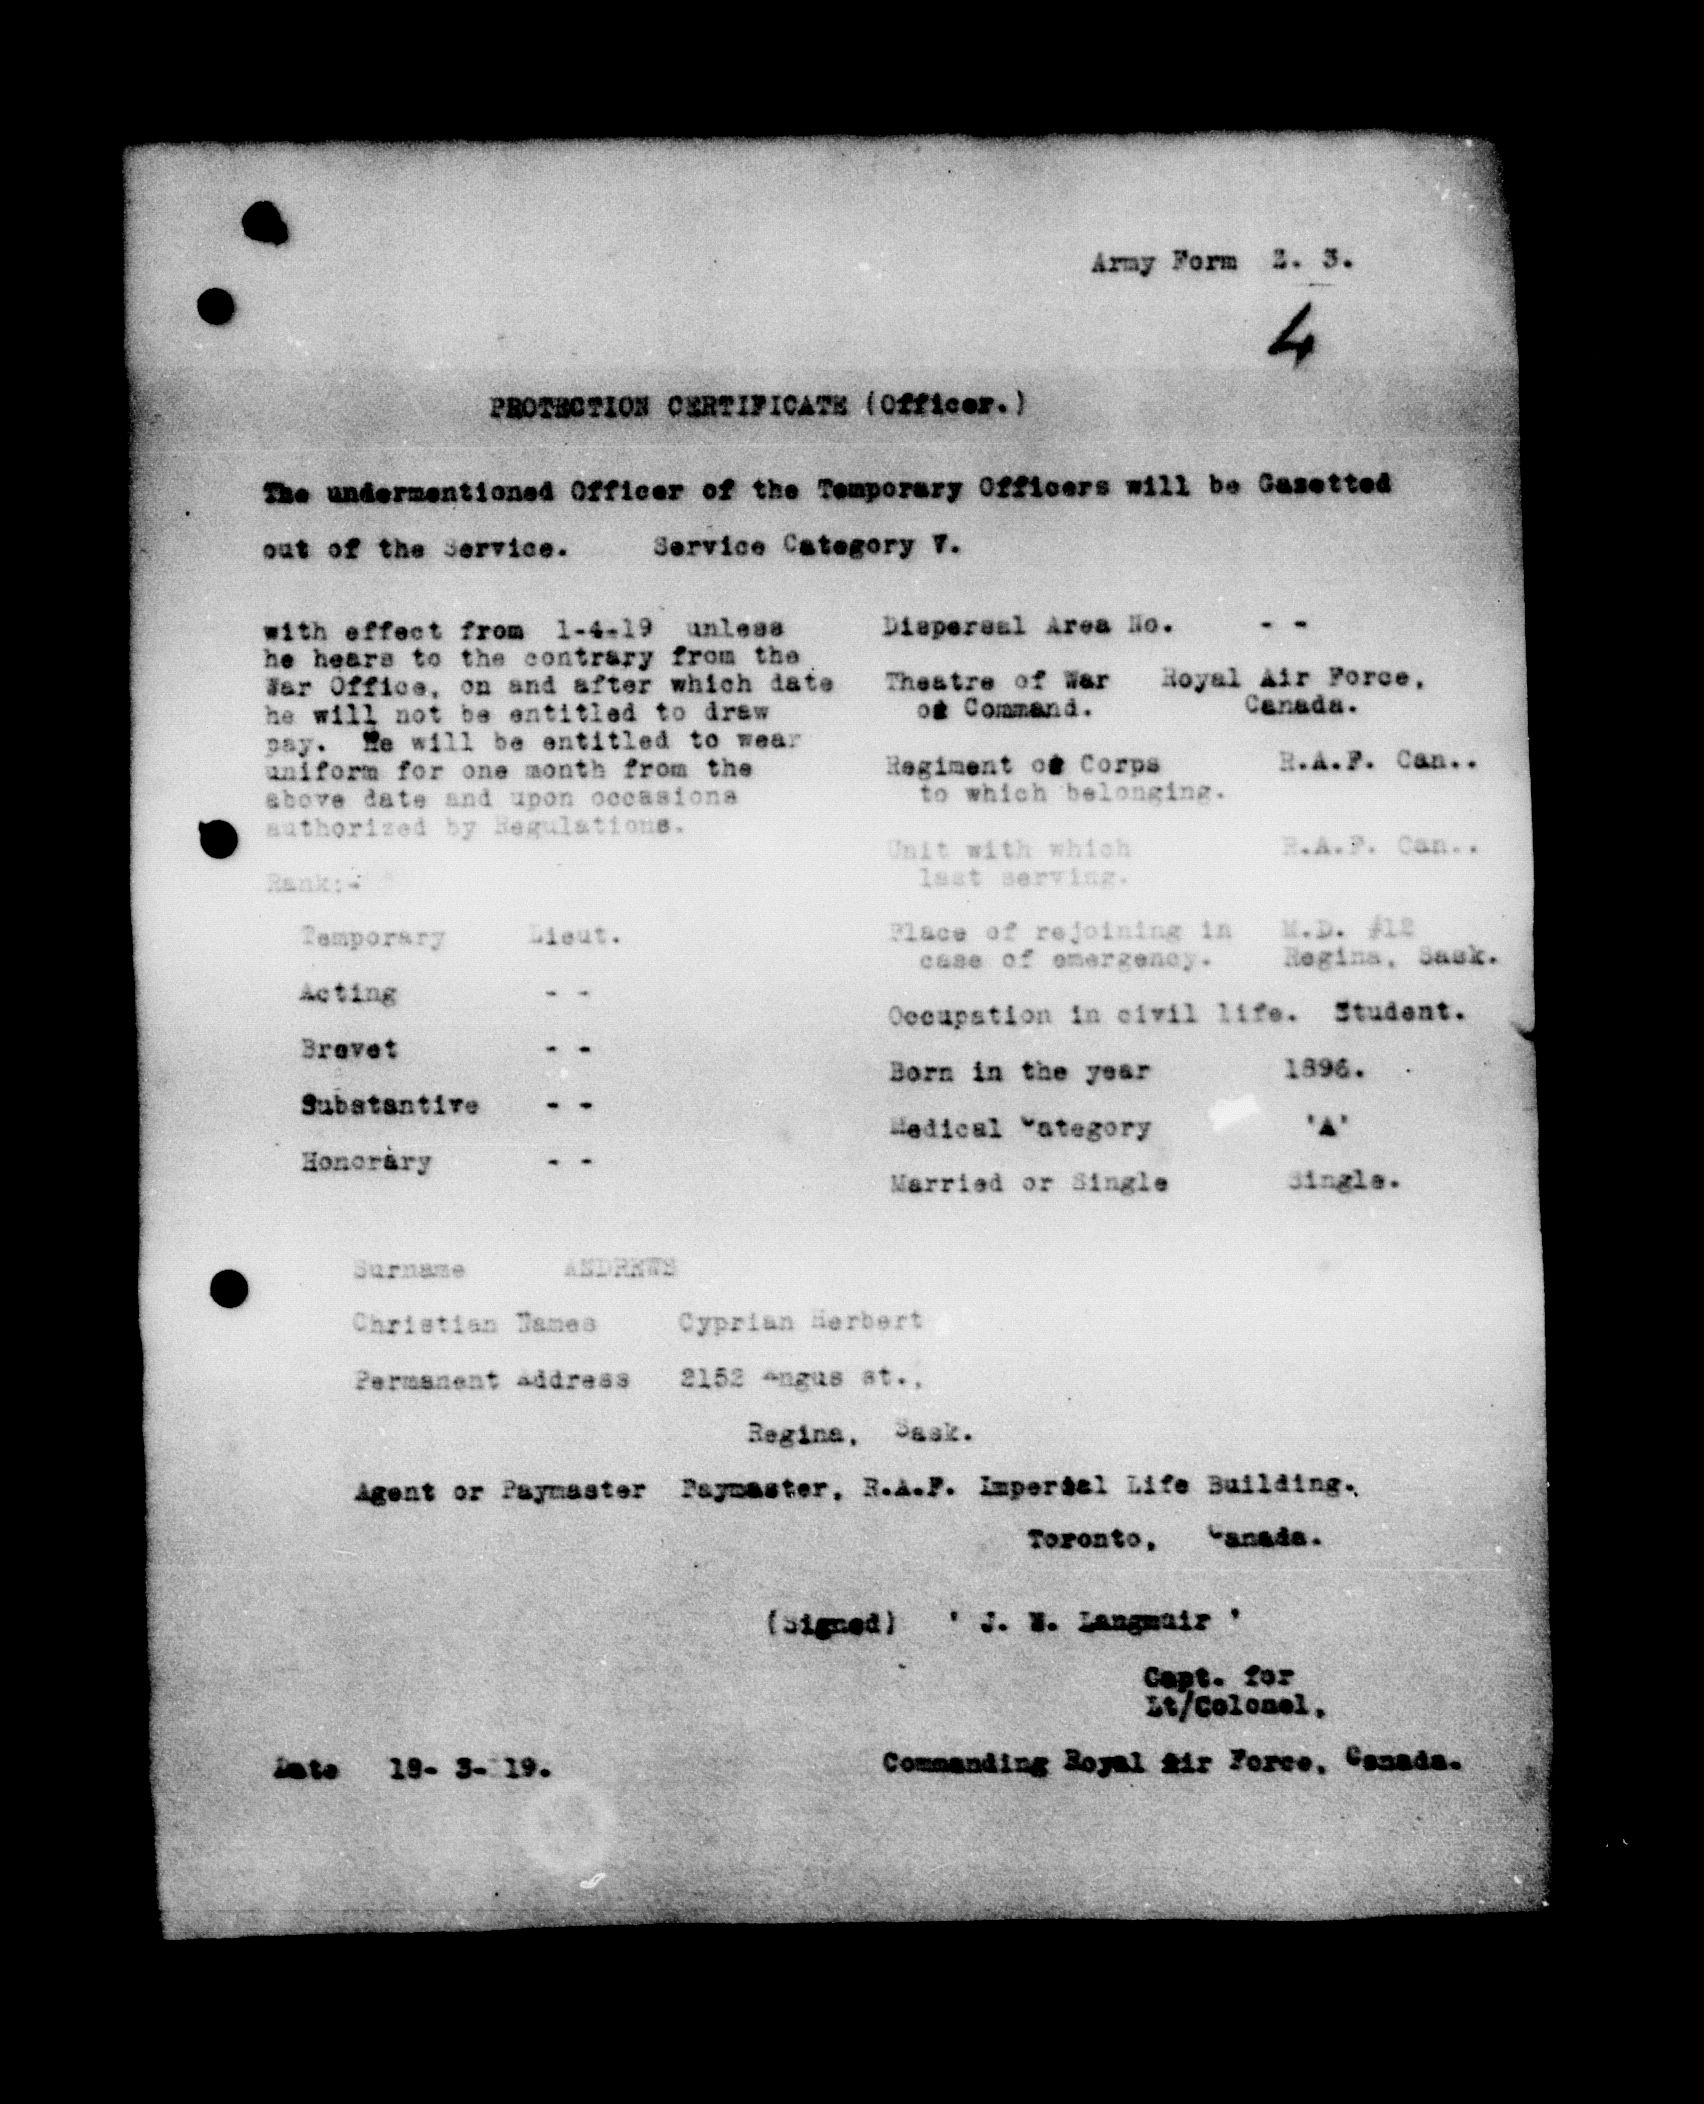 Army Form Z. 3.
4
PROTECTION CERTIFICATE (Officer.)
The undermentioned Officer of the Temporary Officers will be Gazetted
out of the Service. Service Category V.
with effect from 1-4-19 unless
he hears to the contrary from the
War Office, on and after which date
he will not be entitled to draw
pay. He will be entitled to wear
uniform for one month from the
above date and upon occasions
authorized by Regulations.
Rank:-
Temporary Lieut.
Acting - -
Brevet - -
Substantive - -
Honorary - -
Dispersal Area No. - -
Theatre of War Royal Air Force,
or Command. Canada.
Regiment or Corps R.A.F. Can..
to which belonging.
Unit with which R.A.F. Can..
last serving.
Place of rejoining in M.D. #12
case of emergency. Regina, Sask.
Occupation in civil life. Student.
Born in the year 1896.
Medical Category 'A'
Married or Single Single.
Surname ANDREWS
Christian Names Cyprian Herbert
Permanent Address 2152 Angus st.,
Regina, Sask.
Agent or Paymaster Paymaster, R.A.F. Imperial Life Building.
Toronto, Canada.
(Signed) ' J. W. Langmuir '
Capt. for
Lt/Colonel,
Date 18- 3- 19.
Commanding Royal Air Force, Canada.